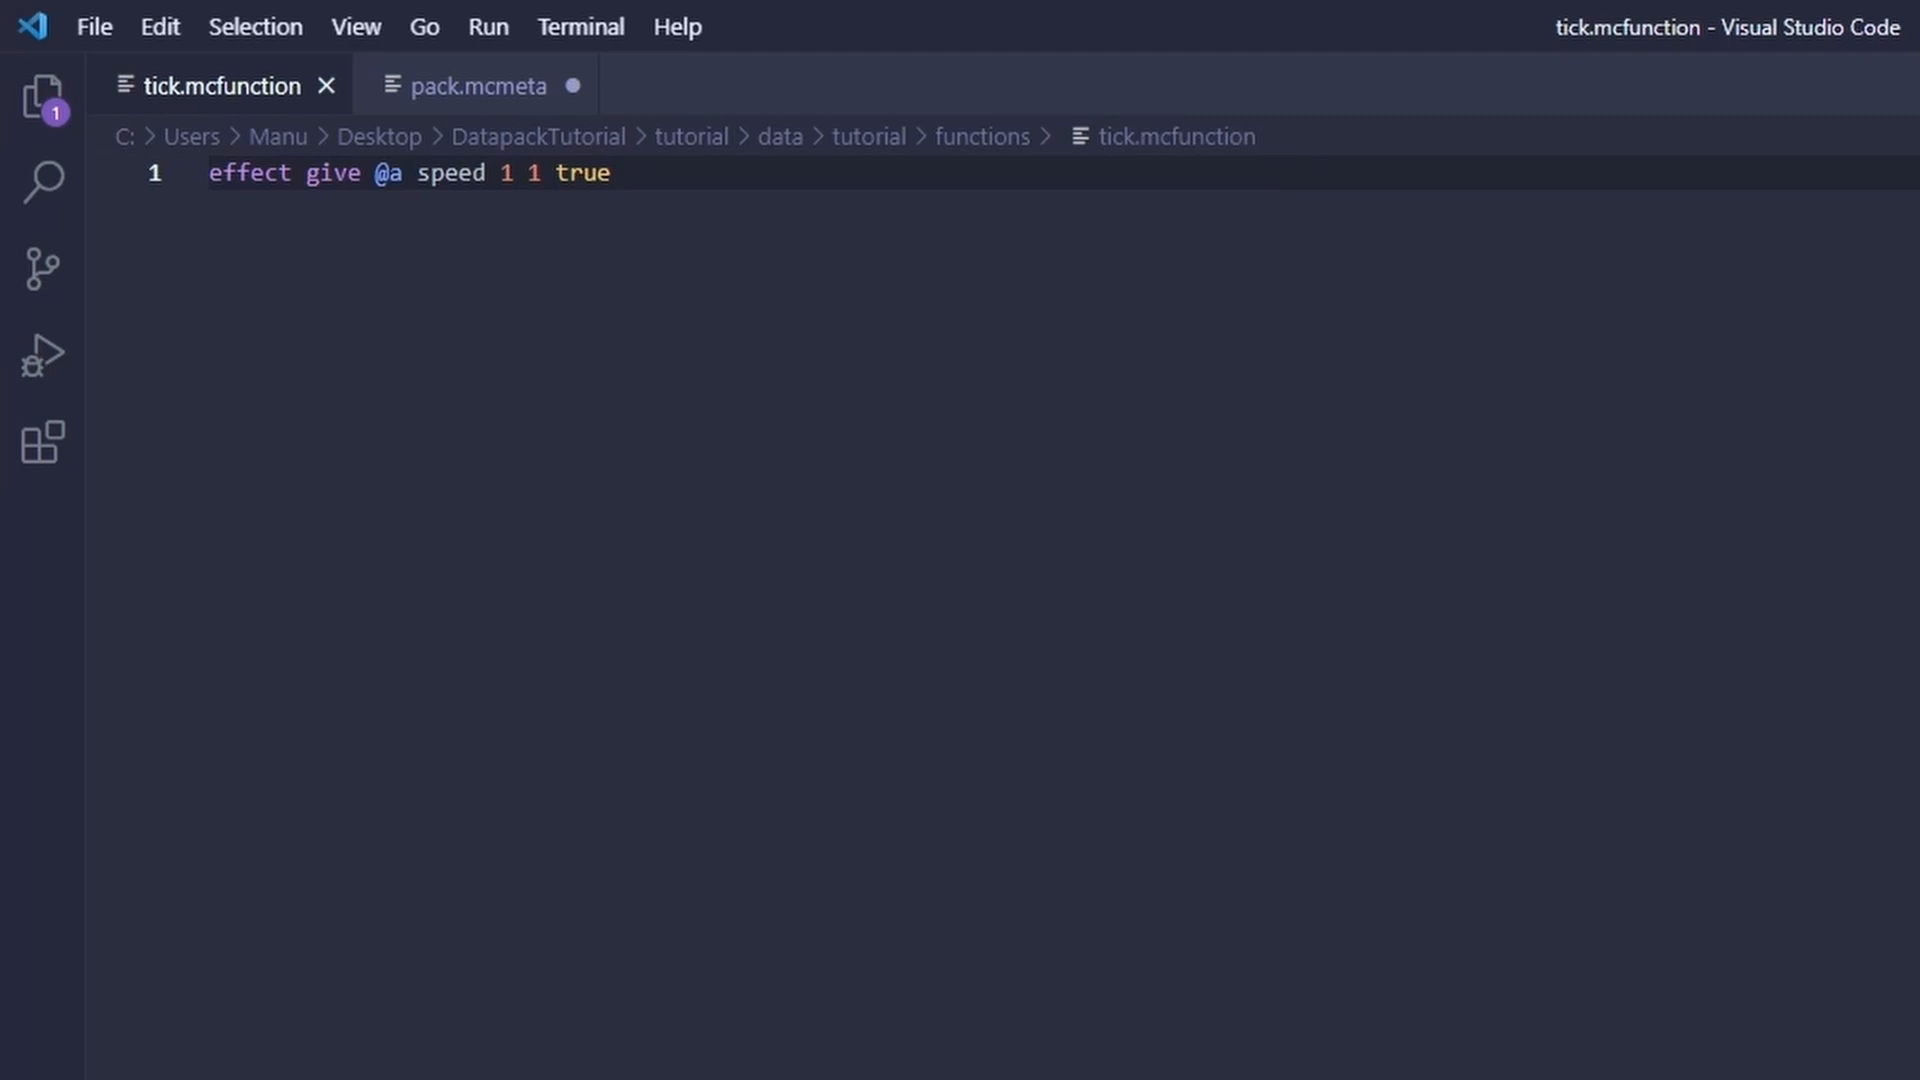 File Edit Selection View Go Run Terminal Help tick.mcfunction - Visual Studio Code
tick.mcfunction pack.mcmeta
1
C: > Users > Manu > Desktop > DatapackTutorial > tutorial > data > tutorial > functions > tick.mcfunction
1 effect give @a speed 1 1 true